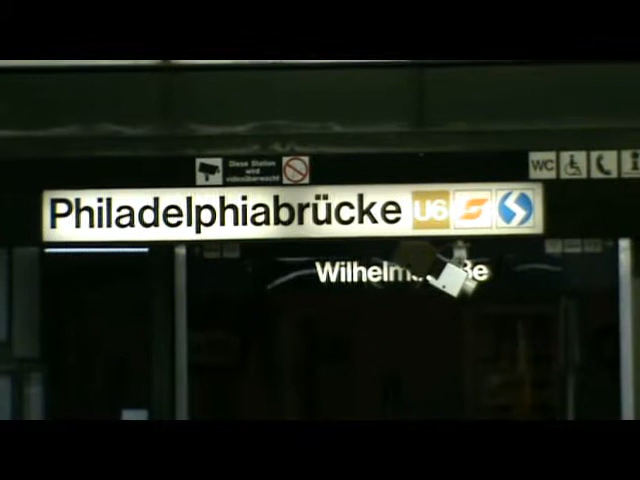 Diese Station
wird
videoüberwacht
WC
Philadelphiabrücke U6